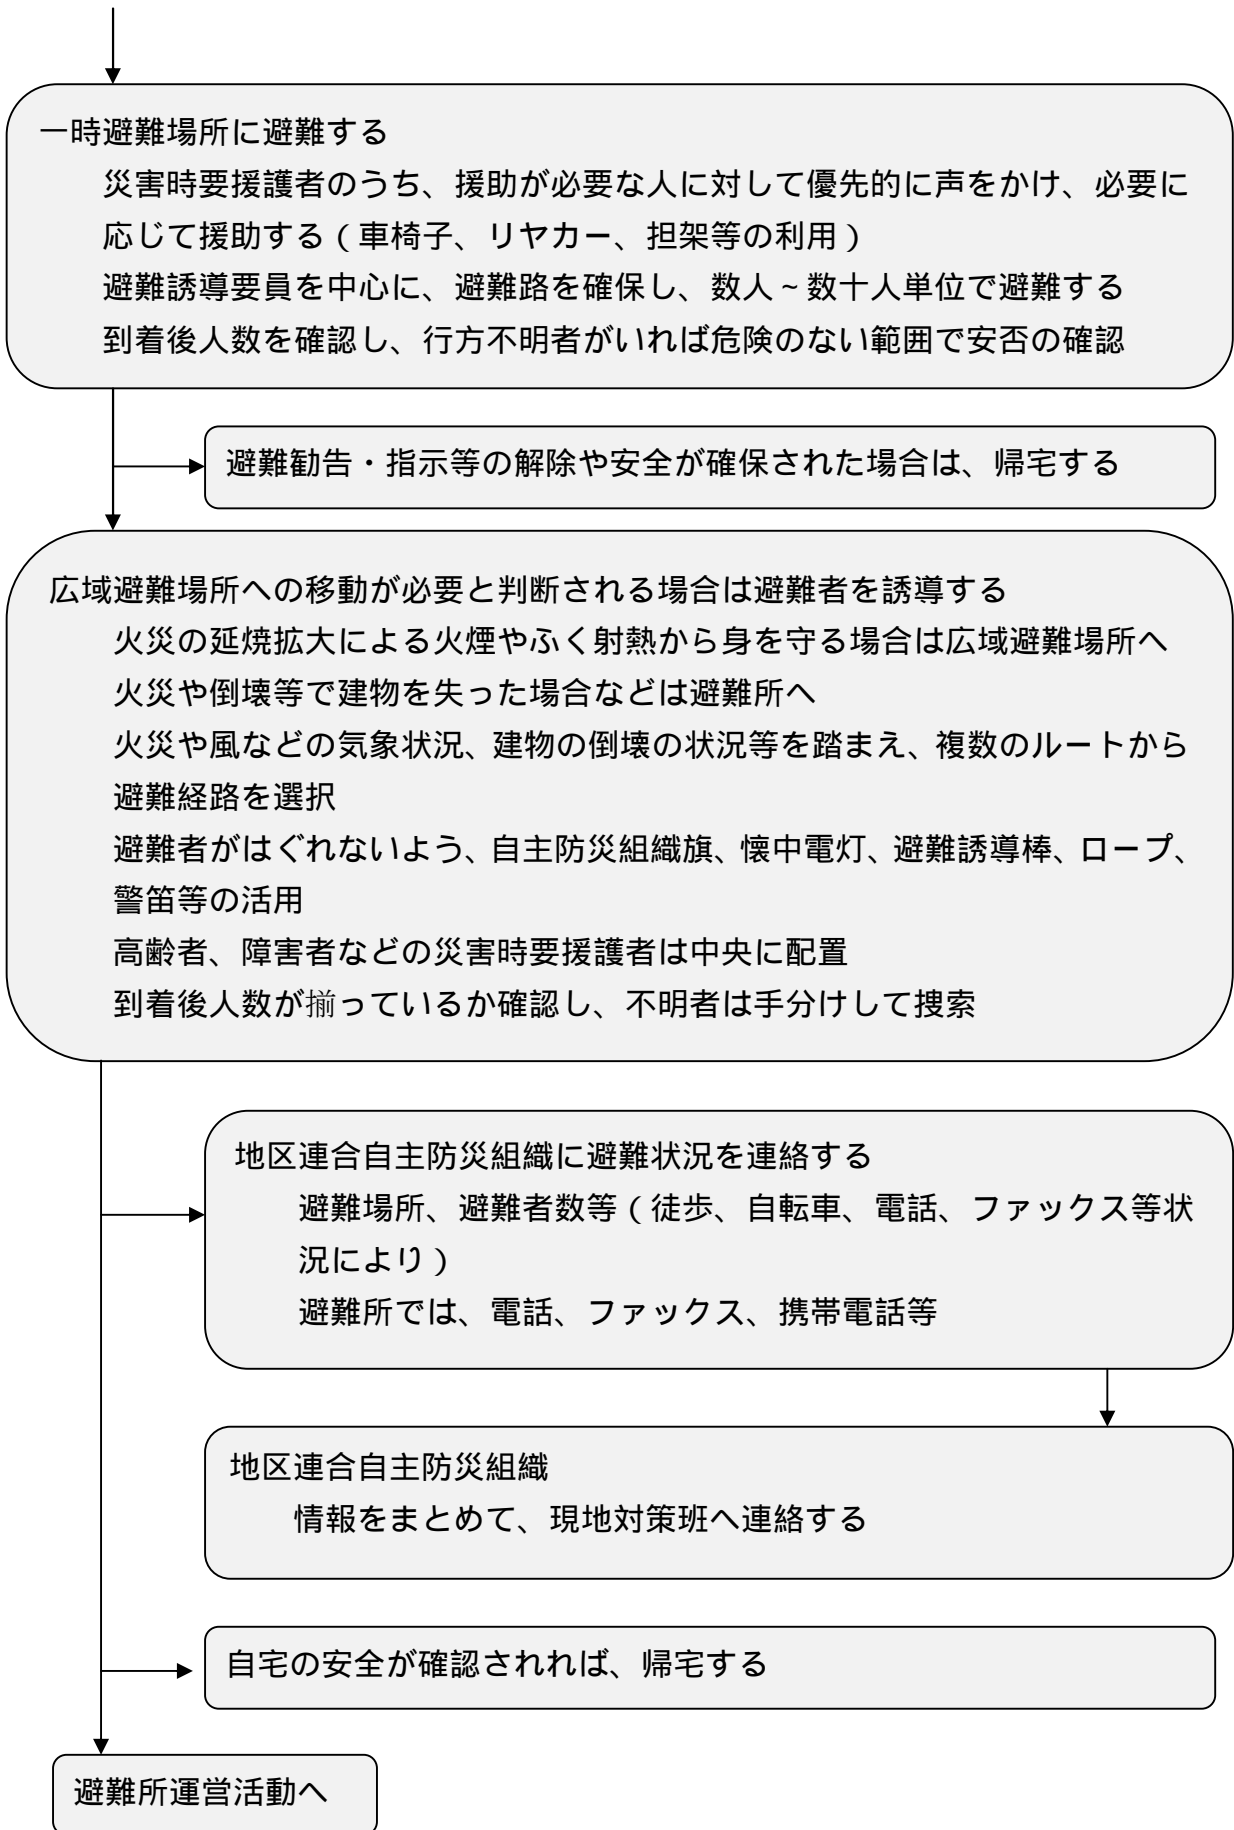 一時避難場所に避難する
災害時要援護者のうち、援助が必要な人に対して優先的に声をかけ、必要に
応じて援助する（車椅子、リヤカー、担架等の利用）
避難誘導要員を中心に、避難路を確保し、数人～数十人単位で避難する
到着後人数を確認し、行方不明者がいれば危険のない範囲で安否の確認
避難勧告・指示等の解除や安全が確保された場合は、帰宅する
広域避難場所への移動が必要と判断される場合は避難者を誘導する
火災の延焼拡大による火煙やふく射熱から身を守る場合は広域避難場所へ
火災や倒壊等で建物を失った場合などは避難所へ
火災や風などの気象状況、建物の倒壊の状況等を踏まえ、複数のルートから
避難経路を選択
避難者がはぐれないよう、自主防災組織旗、懐中電灯、避難誘導棒、ロープ、
警笛等の活用
高齢者、障害者などの災害時要援護者は中央に配置
到着後人数が揃っているか確認し、不明者は手分けして捜索
地区連合自主防災組織に避難状況を連絡する
避難場所、避難者数等（徒歩、自転車、電話、ファックス等状
況により）
避難所では、電話、ファックス、携帯電話等
地区連合自主防災組織
情報をまとめて、現地対策班へ連絡する
自宅の安全が確認されれば、帰宅する
避難所運営活動へ